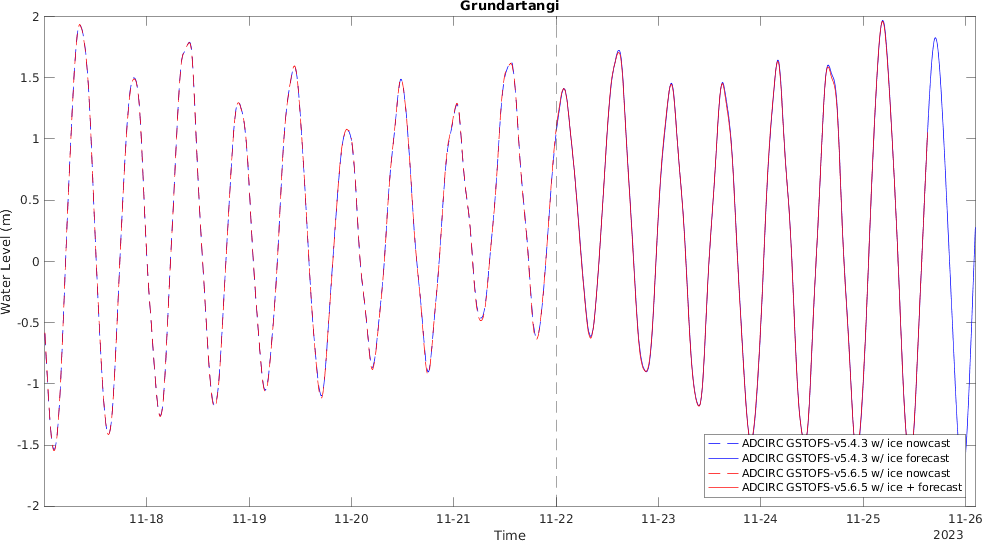 Grundartangi
2
1.5
1
0.5
0
-0.5
-1
-1.5
-2
Water Level (m)
11-18
11-19
11-20
11-21
11-22
11-23
11-24
11-25
11-26
Time
2023
ADCIRC GSTOFS-v5.4.3 w/ ice nowcast
ADCIRC GSTOFS-v5.4.3 w/ ice forecast
ADCIRC GSTOFS-v5.6.5 w/ ice nowcast
ADCIRC GSTOFS-v5.6.5 w/ ice + forecast